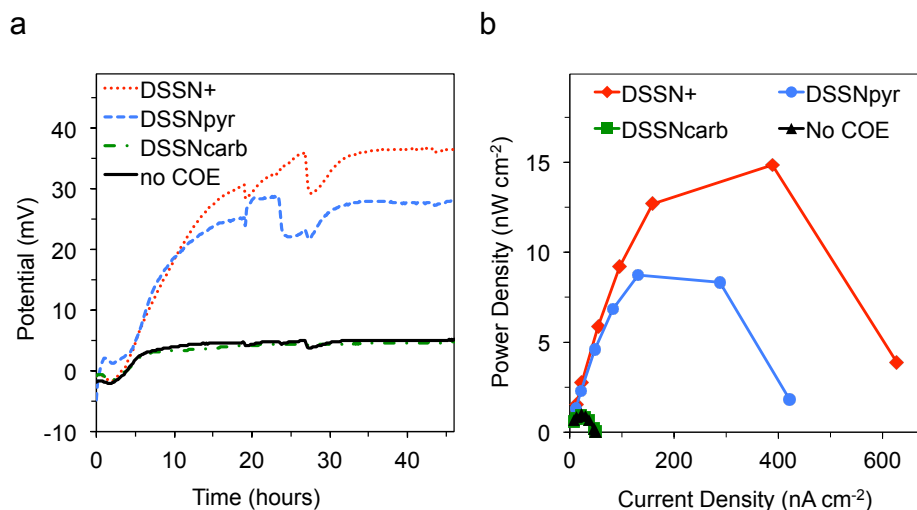 a
DSSN+
DSSNpyr
DSSNcarb
no COE
40
30
20
10
0
-10
0
20
30
40
Potential (mV)
Time (hours)
b
DSSN+
DSSNpyr
DSSNcarb
No COE
15
10
5
0
0
200
400
600
Power Density (nW cm-2)
Current Density (nA cm-2)